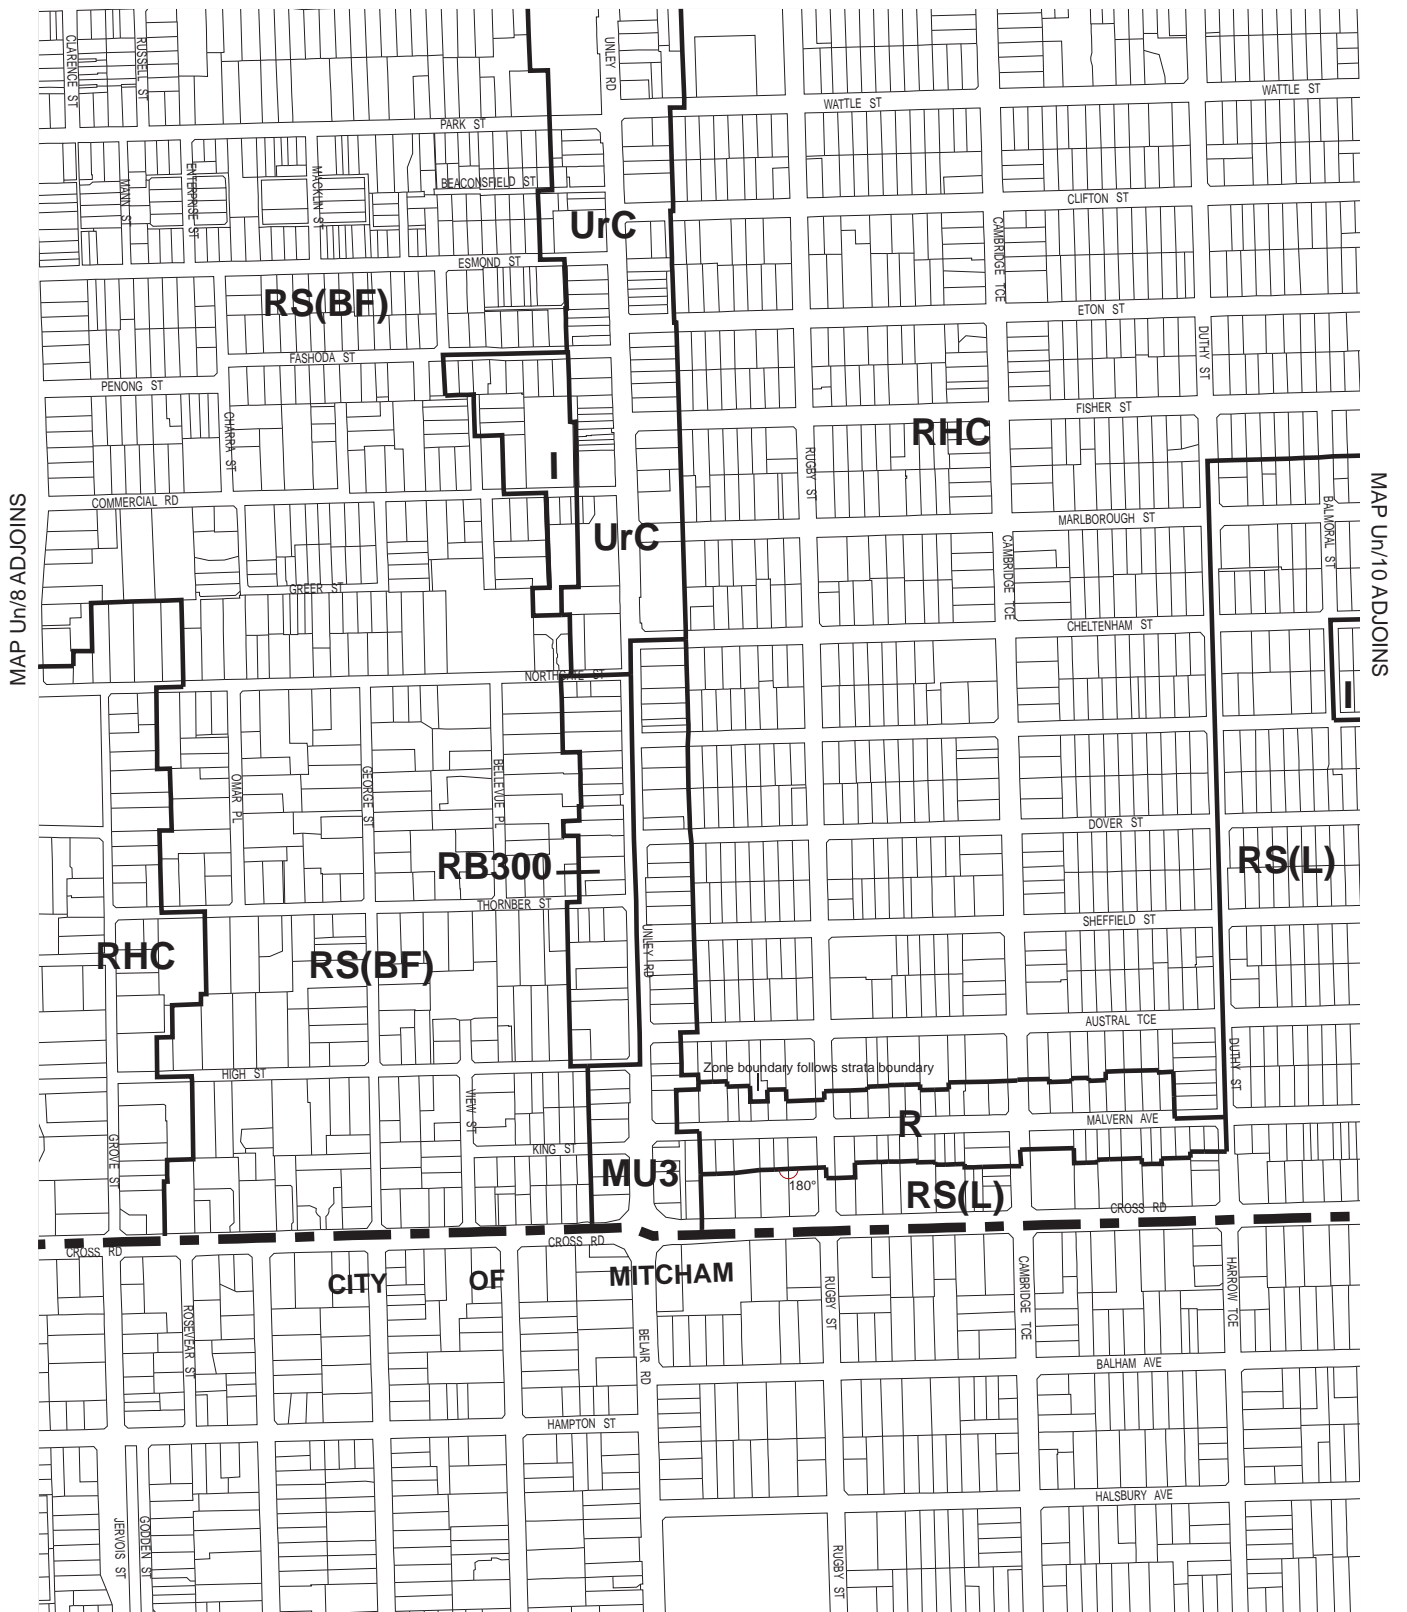 CLARENCE ST
RUSSELL ST
UNLEY RD
WATTLE ST
WATTLE ST
PARK ST
MANN ST
ENTERPRISE ST
MACKLIN ST
BEACONSFIELD ST
CLIFTON ST
UrC
CAMBRIDGE TCE
ESMOND ST
RS(BF)
ETON ST
DUTHY ST
FASHODA ST
PENONG ST
FISHER ST
CHARRA ST
RHC
RUGBY ST
I
MAP Un/8 ADJOINS
MAP Un/10 ADJOINS
COMMERCIAL RD
MARLBOROUGH ST
BALMORAL ST
UrC
CAMBRIDGE TCE
GREER ST
CHELTENHAM ST
NORTHGATE ST
I
OMAR PL
GEORGE ST
BELLEVUE PL
DOVER ST
RB300
RS(L)
THORNBER ST
SHEFFIELD ST
RHC
RS(BF)
UNLEY RD
AUSTRAL TCE
DUTHY ST
Zone boundary follows strata boundary
HIGH ST
VIEW ST
R
MALVERN AVE
GROVE ST
KING ST
MU3
180°
RS(L)
CROSS RD
CROSS RD
CROSS RD
CITY OF MITCHAM
ROSEVEAR ST
RUGBY ST
CAMBRIDGE TCE
HARROW TCE
BELAIR RD
BALHAM AVE
HAMPTON ST
HALSBURY AVE
JERVOIS ST
GODDEN ST
RUGBY ST